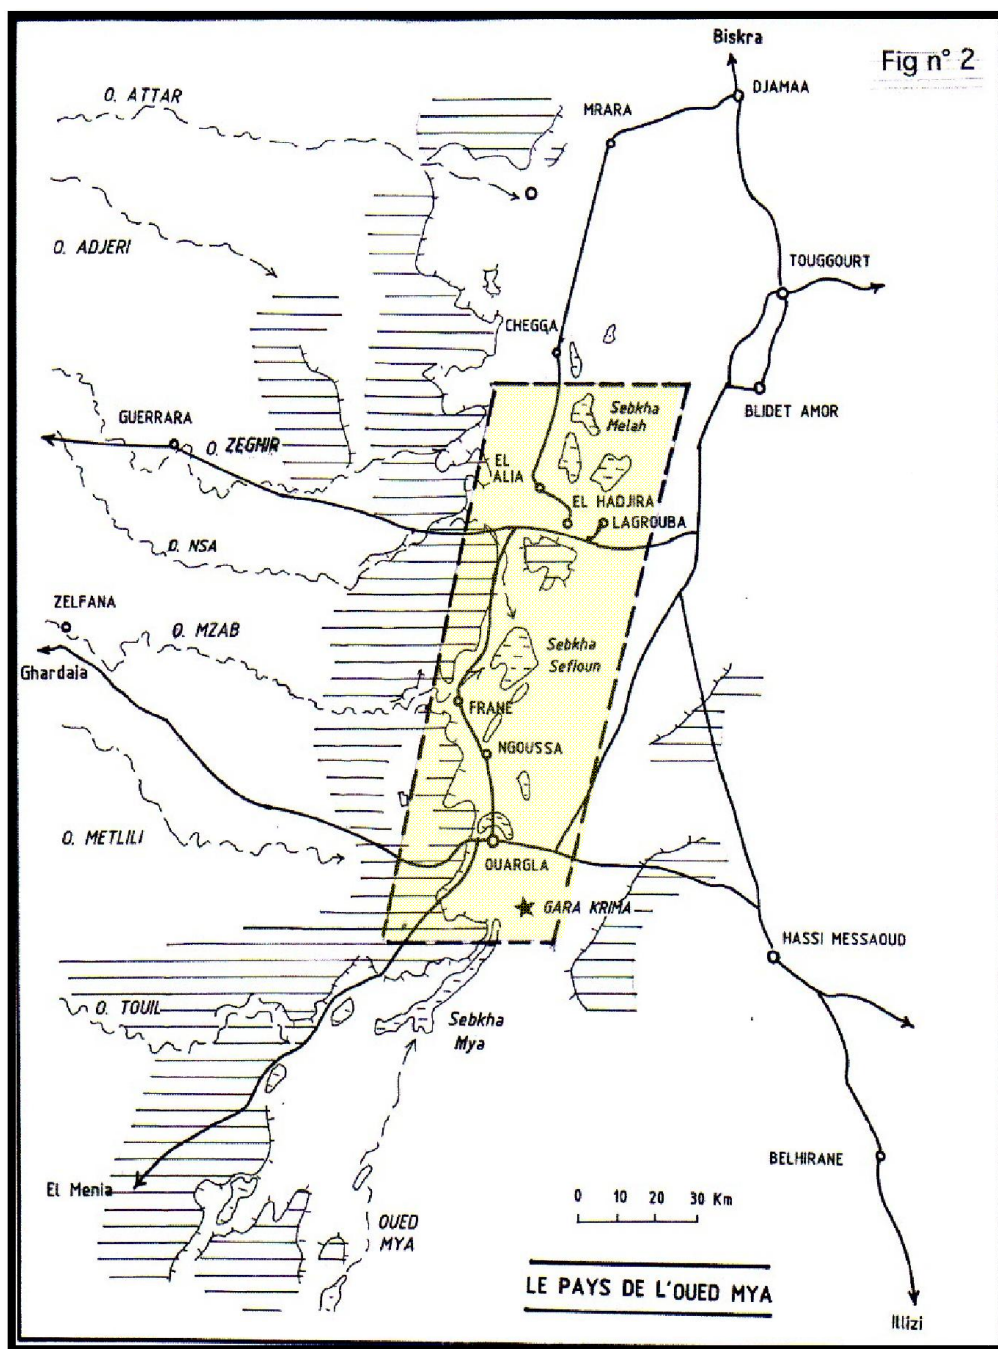 Biskra
Fig n° 2
DJAMAA
O. ATTAR
MRARA
O. ADJERI
TOUGGOURT
CHEGGA
BLIDET AMOR
Sebkha
Melah
GUERRARA
O. ZEGHIR
EL
ALIA
EL HADJIRA
LAGROUBA
O. NSA
ZELFANA
O. MZAB
Sebkha
Sefioun
Ghardaia
FRANE
NGOUSSA
O. METLILI
OUARGLA
GARA KRIMA
HASSI MESSAOUD
O. TOUIL
Sebkha
Mya
BELHIRANE
El Menia
0 10 20 30 Km
OUED
MYA
LE PAYS DE L'OUED MYA
Illizi